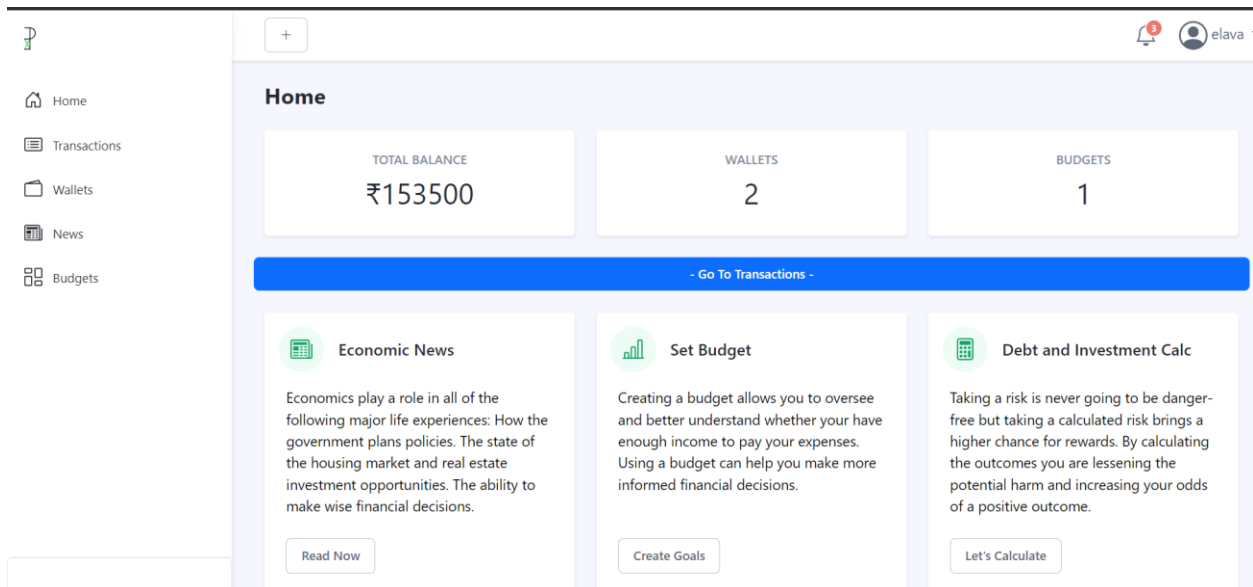 +
3
elava
Home
Transactions
Wallets
News
Budgets
Home
TOTAL BALANCE
₹153500
WALLETS
2
BUDGETS
1
- Go To Transactions -
Economic News
Economics play a role in all of the
following major life experiences: How the
government plans policies. The state of
the housing market and real estate
investment opportunities. The ability to
make wise financial decisions.
Read Now
Set Budget
Creating a budget allows you to oversee
and better understand whether your have
enough income to pay your expenses.
Using a budget can help you make more
informed financial decisions.
Create Goals
Debt and Investment Calc
Taking a risk is never going to be danger-
free but taking a calculated risk brings a
higher chance for rewards. By calculating
the outcomes you are lessening the
potential harm and increasing your odds
of a positive outcome.
Let's Calculate